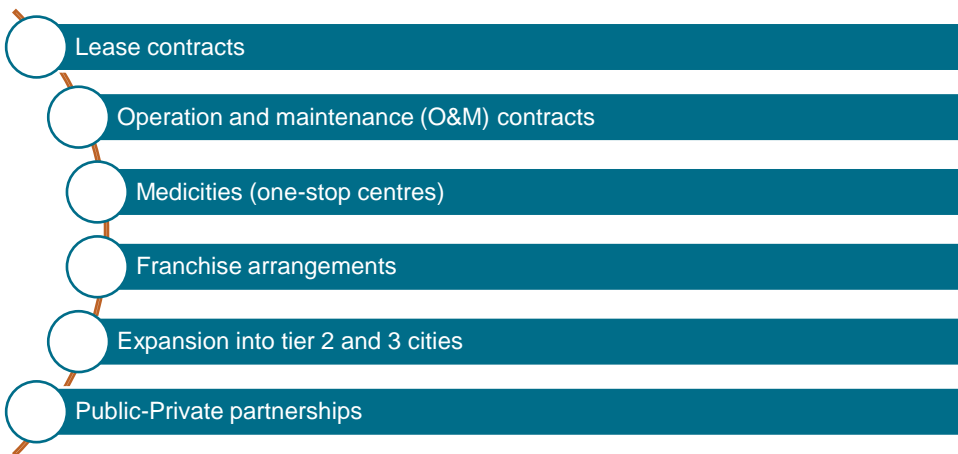 Lease contracts
Operation and maintenance (O&M) contracts
Medicities (one-stop centres)
Franchise arrangements
Expansion into tier 2 and 3 cities
Public-Private partnerships